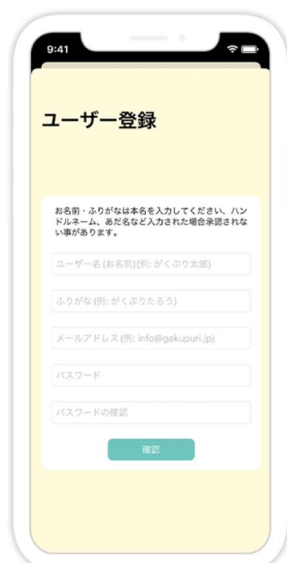 9:41
ユーザー登録
お名前・ふりがなは本名を入力してください、ハン
ドルネーム、あだ名など入力された場合承認されな
い事があります。
ユーザー名(お名前)(例: がくぷり太郎)
ふりがな(例: がくぷりたろう)
メールアドレス(例: info@gakupuri.jp)
パスワード
パスワードの確認
確認